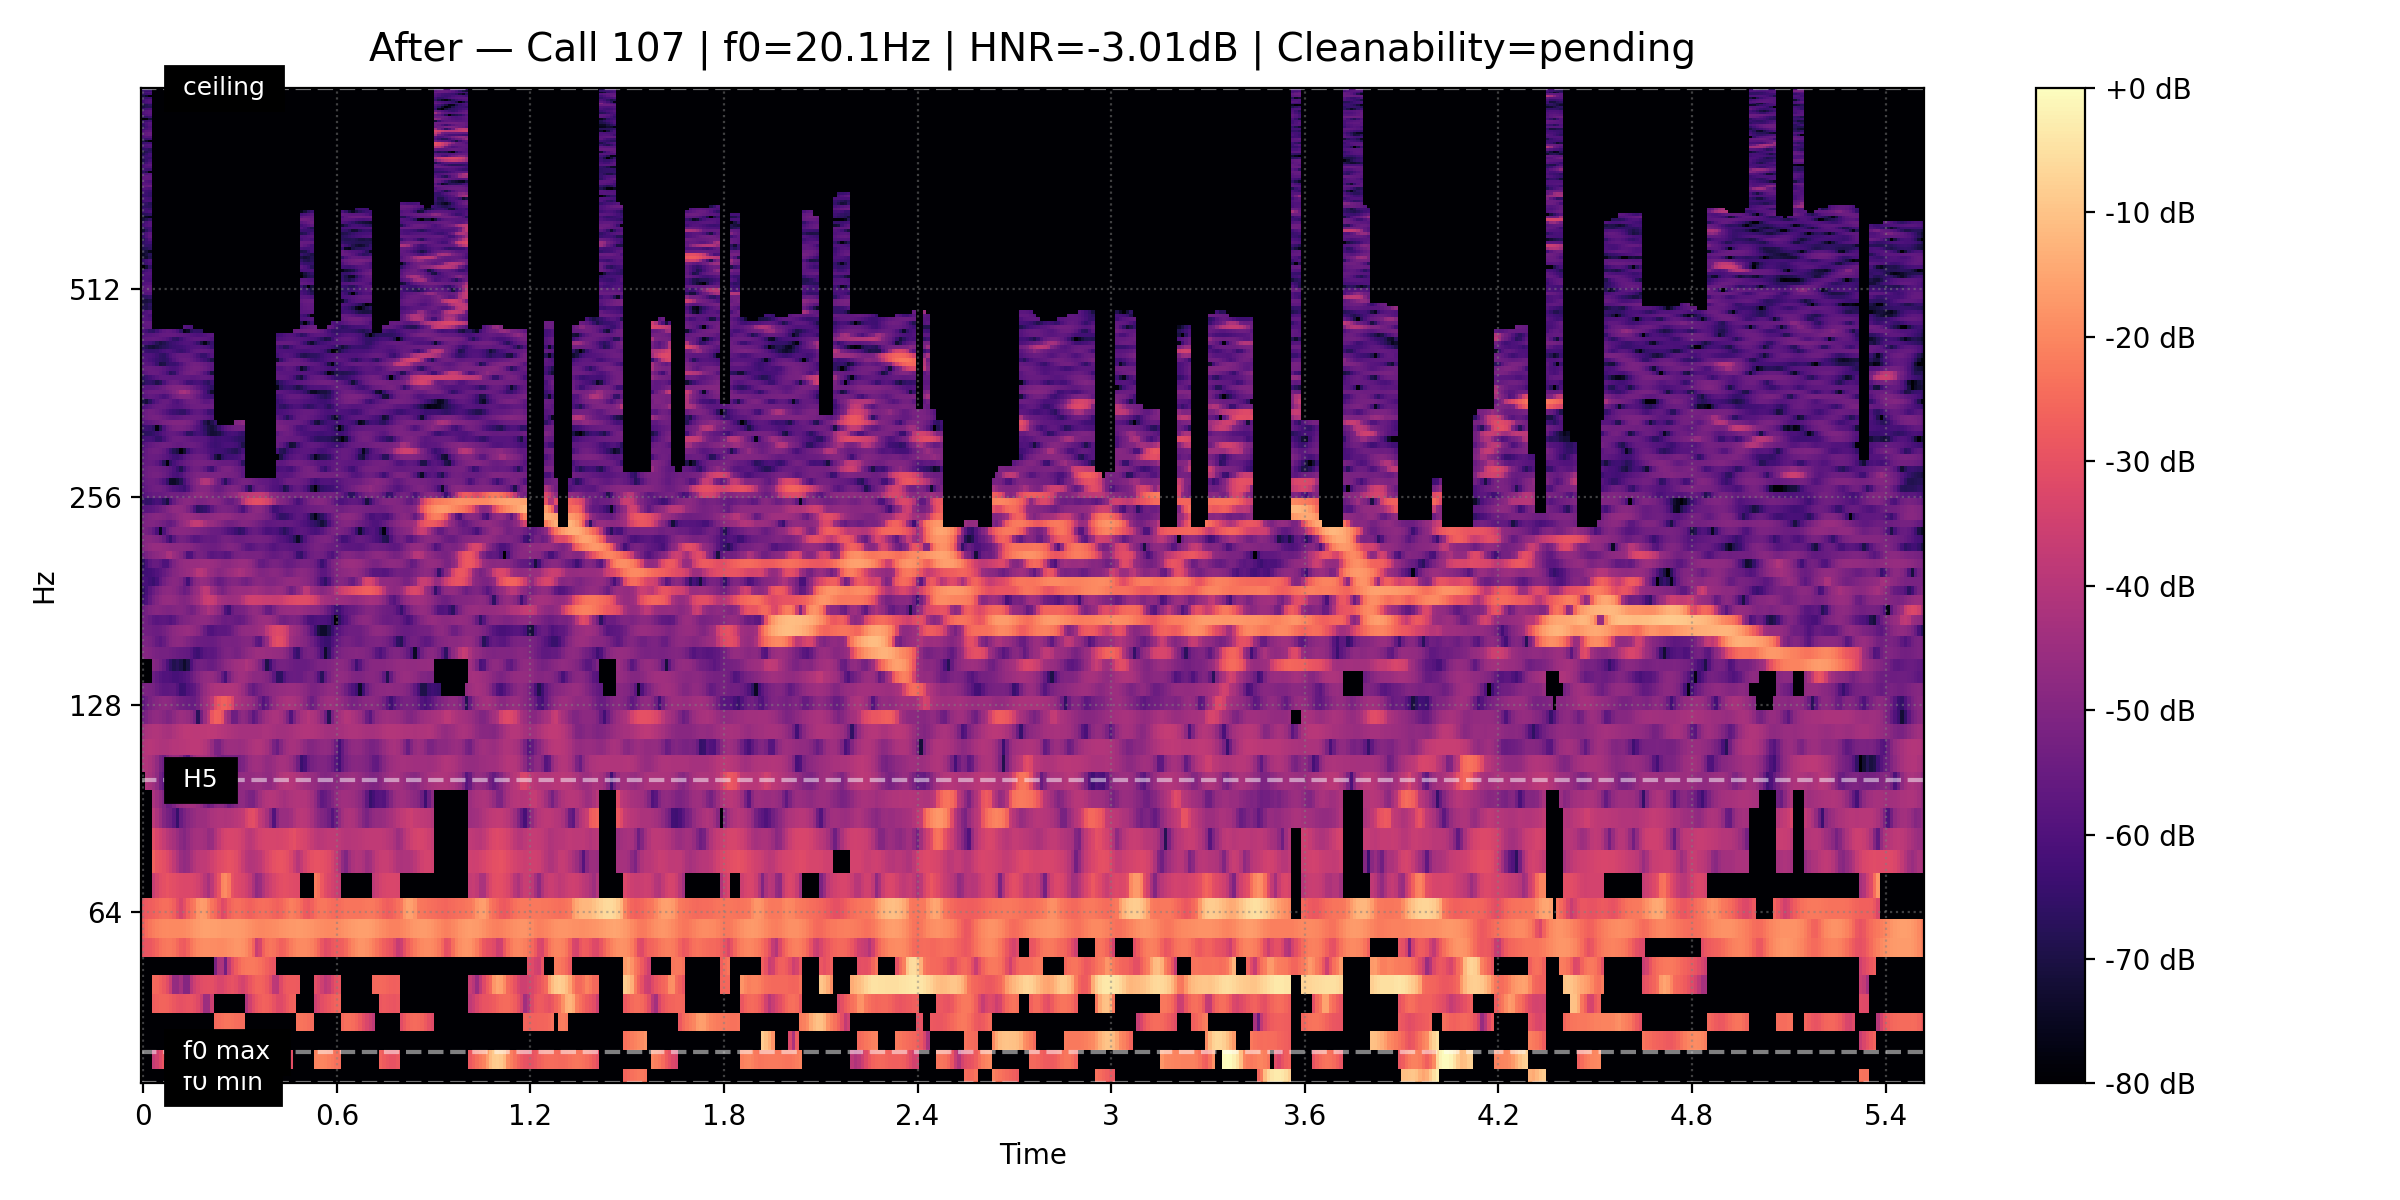 After — Call 107 | f0=20.1Hz | HNR=-3.01dB | Cleanability=pending
ceiling
+0 dB
-10 dB
512
-20 dB
-30 dB
256
-40 dB
Hz
-50 dB
128
H5
-60 dB
64
-70 dB
f0 max
f0 min
-80 dB
0 0.6 1.2 1.8 2.4 3 3.6 4.2 4.8 5.4
Time